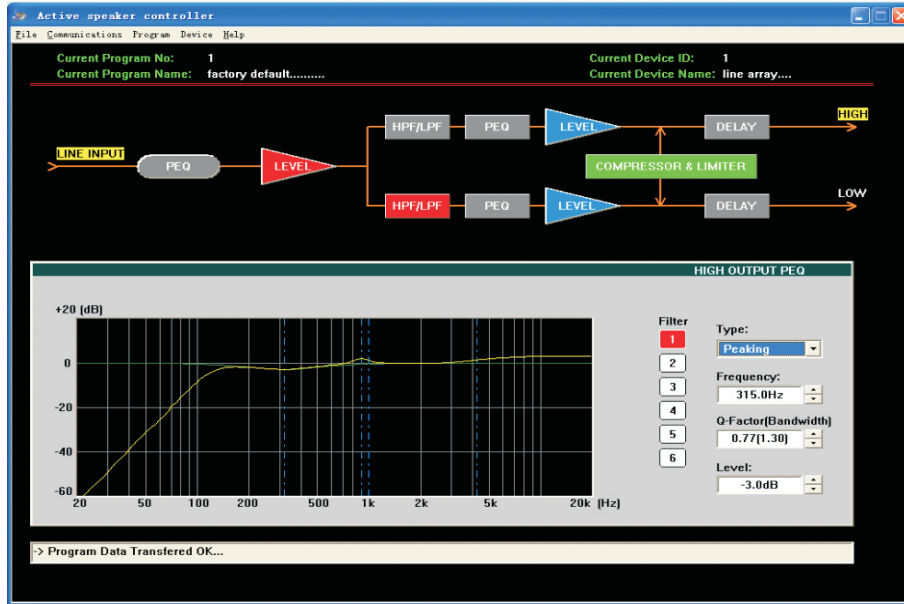 Active speaker controller
File Communications Program Device Help
Current Program No: 1
Current Program Name: factory default.........
Current Device ID: 1
Current Device Name: line array....
HIGH
HPF/LPF PEQ LEVEL DELAY
LINE INPUT
PEQ LEVEL COMPRESSOR & LIMITER
LOW
HPF/LPF PEQ LEVEL DELAY
HIGH OUTPUT PEQ
+20 (dB)
0
-20
-40
-60
20 50 100 200 500 1k 2k 5k 20k (Hz)
Filter
1
2
3
4
5
6
Type:
Peaking
Frequency:
315.0Hz
Q-Factor(Bandwidth)
0.77(1.30)
Level:
-3.0dB
-> Program Data Transfered OK...